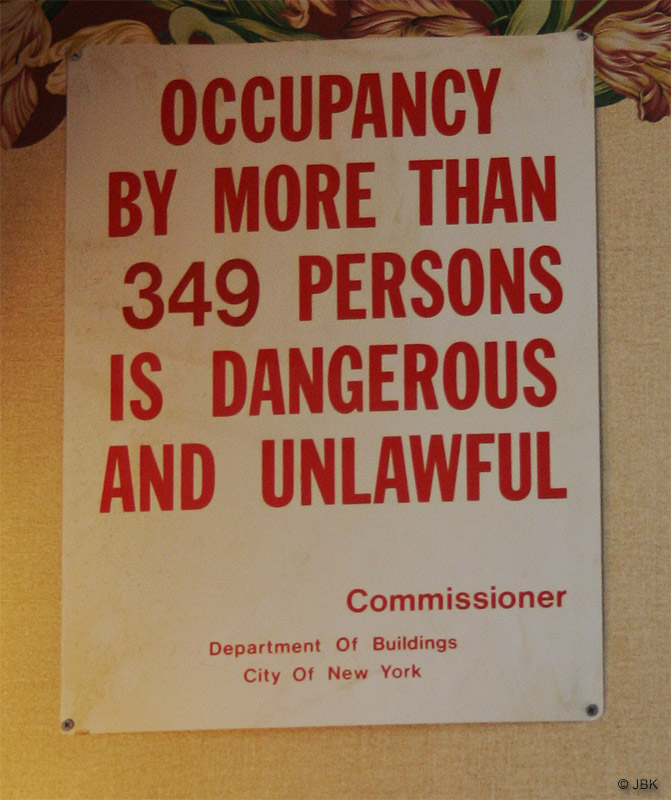 OCCUPANCY
BY MORE THAN
349 PERSONS
IS DANGEROUS
AND UNLAWFUL
Commissioner
Department Of Buildings
City Of New York
© JBK